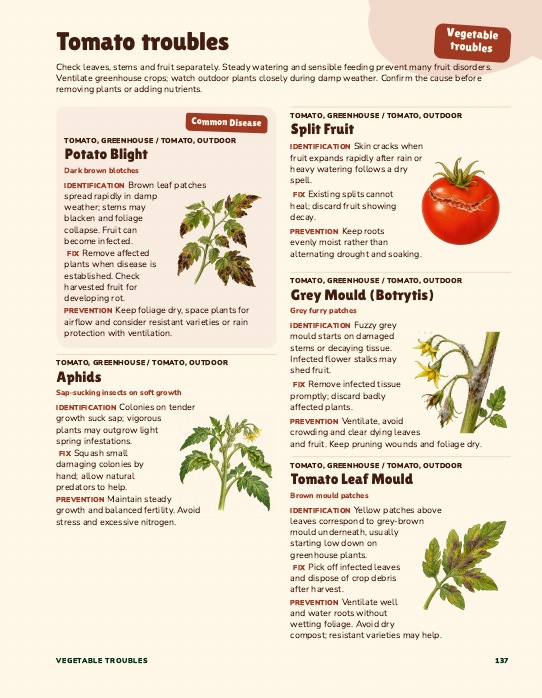 Vegetable
troubles
Tomato troubles
Check leaves, stems and fruit separately. Steady watering and sensible feeding prevent many fruit disorders.
Ventilate greenhouse crops; watch outdoor plants closely during damp weather. Confirm the cause before
removing plants or adding nutrients.
Common Disease
TOMATO, GREENHOUSE / TOMATO, OUTDOOR
Potato Blight
Dark brown blotches
IDENTIFICATION Brown leaf patches
spread rapidly in damp
weather; stems may
blacken and foliage
collapse. Fruit can
become infected.
FIX Remove affected
plants when disease is
established. Check
harvested fruit for
developing rot.
PREVENTION Keep foliage dry, space plants for
airflow and consider resistant varieties or rain
protection with ventilation.
TOMATO, GREENHOUSE / TOMATO, OUTDOOR
Aphids
Sap-sucking insects on soft growth
IDENTIFICATION Colonies on tender
growth suck sap; vigorous
plants may outgrow light
spring infestations.
FIX Squash small
damaging colonies by
hand; allow natural
predators to help.
PREVENTION Maintain steady
growth and balanced fertility. Avoid
stress and excessive nitrogen.
TOMATO, GREENHOUSE / TOMATO, OUTDOOR
Split Fruit
IDENTIFICATION Skin cracks when
fruit expands rapidly after rain or
heavy watering follows a dry
spell.
FIX Existing splits cannot
heal; discard fruit showing
decay.
PREVENTION Keep roots
evenly moist rather than
alternating drought and soaking.
TOMATO, GREENHOUSE / TOMATO, OUTDOOR
Grey Mould (Botrytis)
Grey furry patches
IDENTIFICATION Fuzzy grey
mould starts on damaged
stems or decaying tissue.
Infected flower stalks may
shed fruit.
FIX Remove infected tissue
promptly; discard badly
affected plants.
PREVENTION Ventilate, avoid
crowding and clear dying leaves
and fruit. Keep pruning wounds and foliage dry.
TOMATO, GREENHOUSE / TOMATO, OUTDOOR
Tomato Leaf Mould
Brown mould patches
IDENTIFICATION Yellow patches above
leaves correspond to grey-brown
mould underneath, usually
starting low down on
greenhouse plants.
FIX Pick off infected leaves
and dispose of crop debris
after harvest.
PREVENTION Ventilate well
and water roots without
wetting foliage. Avoid dry
compost; resistant varieties may help.
VEGETABLE TROUBLES
137